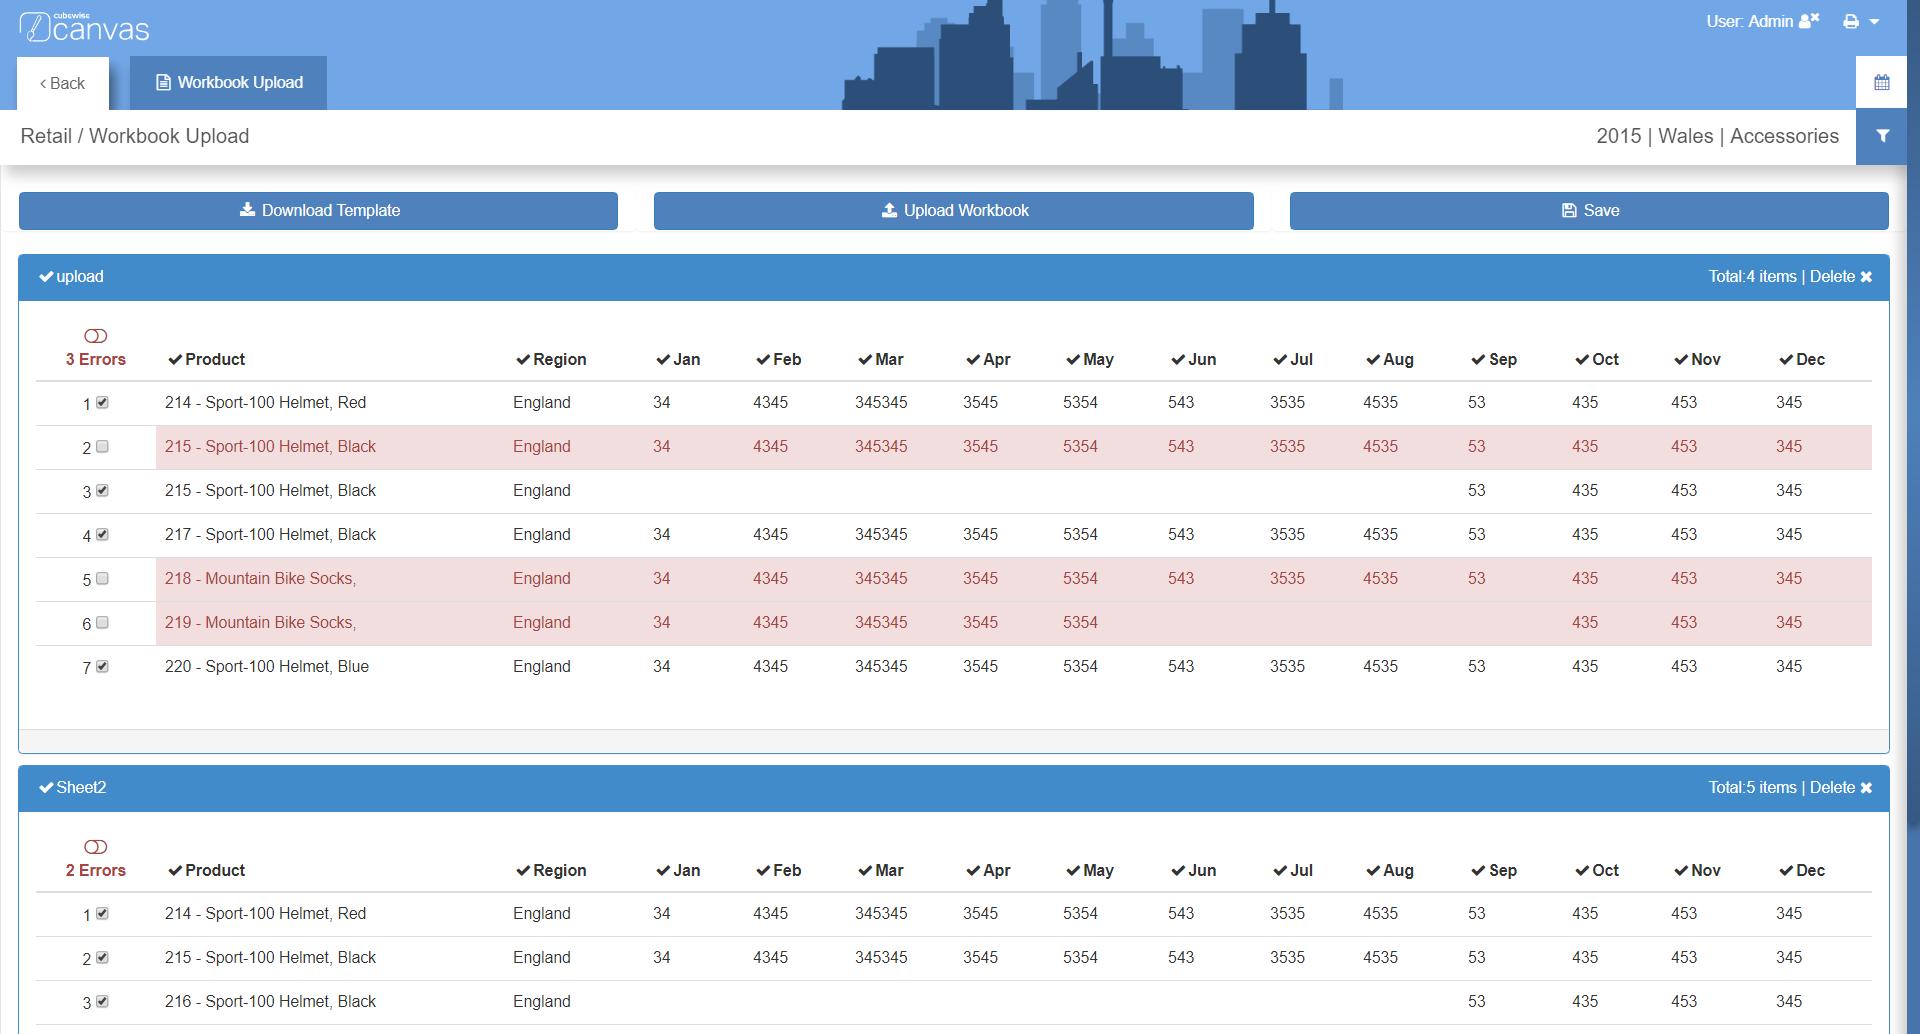 cubewise
canvas
User: Admin
‹ Back
Workbook Upload
Retail / Workbook Upload
2015 | Wales | Accessories
Download Template
Upload Workbook
Save
upload
Total:4 items | Delete
3 Errors Product Region Jan Feb Mar Apr May Jun Jul Aug Sep Oct Nov Dec
1 214 - Sport-100 Helmet, Red England 34 4345 345345 3545 5354 543 3535 4535 53 435 453 345
2 215 - Sport-100 Helmet, Black England 34 4345 345345 3545 5354 543 3535 4535 53 435 453 345
3 215 - Sport-100 Helmet, Black England 53 435 453 345
4 217 - Sport-100 Helmet, Black England 34 4345 345345 3545 5354 543 3535 4535 53 435 453 345
5 218 - Mountain Bike Socks, England 34 4345 345345 3545 5354 543 3535 4535 53 435 453 345
6 219 - Mountain Bike Socks, England 34 4345 345345 3545 5354 435 453 345
7 220 - Sport-100 Helmet, Blue England 34 4345 345345 3545 5354 543 3535 4535 53 435 453 345
Sheet2
Total:5 items | Delete
2 Errors Product Region Jan Feb Mar Apr May Jun Jul Aug Sep Oct Nov Dec
1 214 - Sport-100 Helmet, Red England 34 4345 345345 3545 5354 543 3535 4535 53 435 453 345
2 215 - Sport-100 Helmet, Black England 34 4345 345345 3545 5354 543 3535 4535 53 435 453 345
3 216 - Sport-100 Helmet, Black England 53 435 453 345